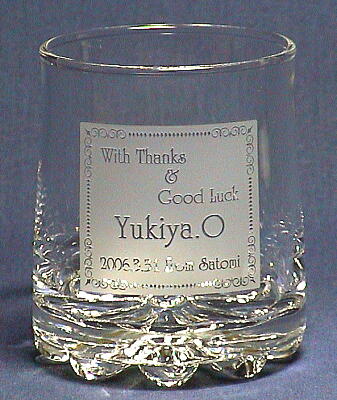 With Thanks
&
Good Luck
Yukiya.O
2006.3.31 From Satomi